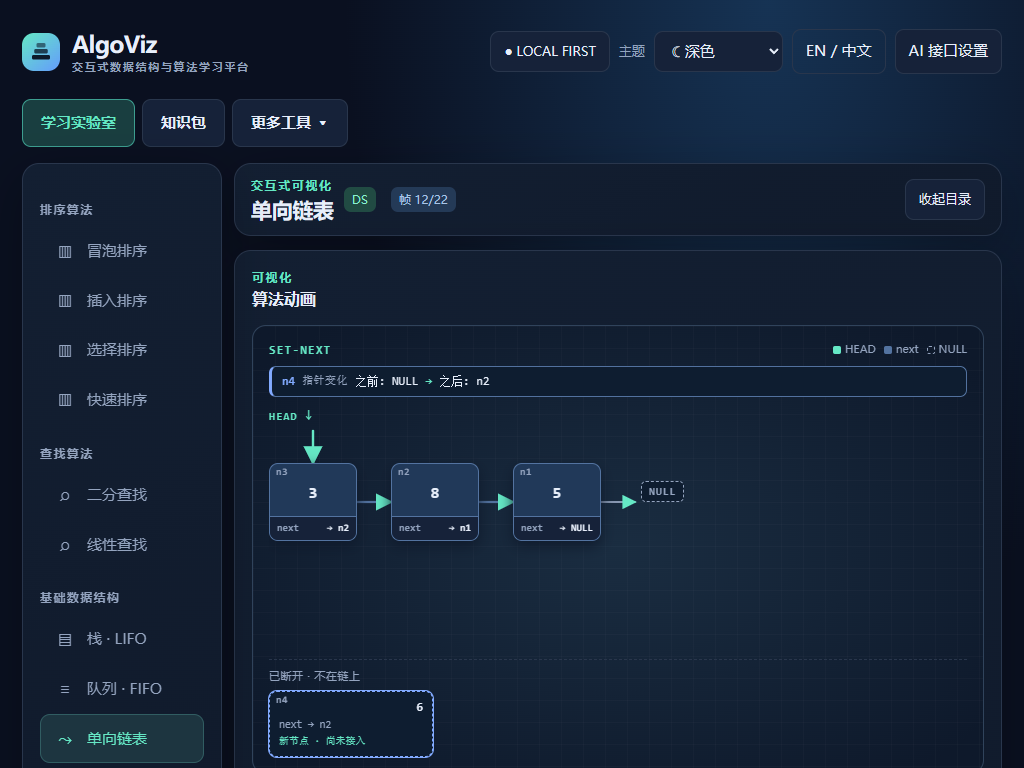 AlgoViz
交互式数据结构与算法学习平台
● LOCAL FIRST
主题
☾ 深色
EN / 中文
AI 接口设置
学习实验室
知识包
更多工具 ▾
排序算法
▥ 冒泡排序
▥ 插入排序
▥ 选择排序
▥ 快速排序
查找算法
⌕ 二分查找
⌕ 线性查找
基础数据结构
▤ 栈 · LIFO
≡ 队列 · FIFO
⤳ 单向链表
交互式可视化
单向链表
DS
帧 12/22
收起目录
可视化
算法动画
SET-NEXT
HEAD
next
NULL
n4 指针变化 之前: NULL → 之后: n2
HEAD ↓
n3
3
next → n2
n2
8
next → n1
n1
5
next → NULL
NULL
已断开 · 不在链上
n4
6
next → n2
新节点 · 尚未接入